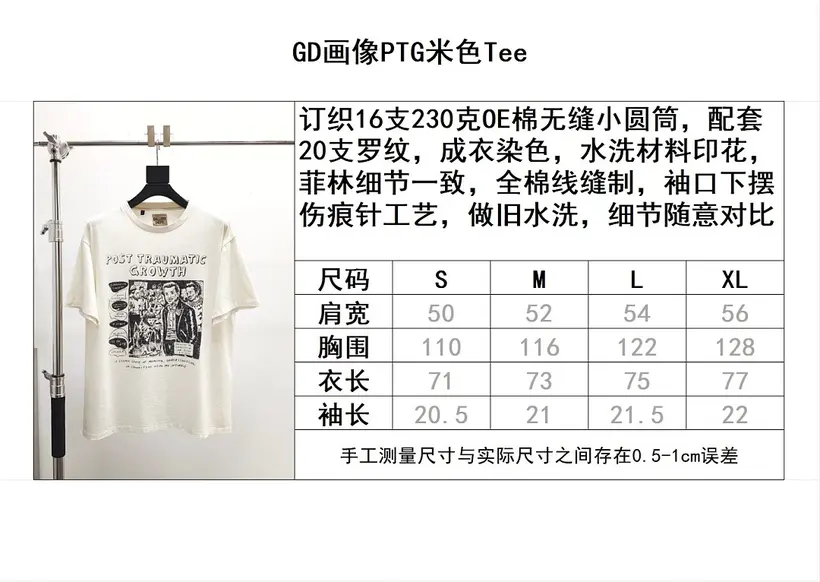 GD画像PTG米色Tee
订织16支230克OE棉无缝小圆筒，配套
20支罗纹，成衣染色，水洗材料印花，
菲林细节一致，全棉线缝制，袖口下摆
伤痕针工艺，做旧水洗，细节随意对比
POST TRAUMATIC
GROWTH
尺码 S M L XL
肩宽 50 52 54 56
胸围 110 116 122 128
衣长 71 73 75 77
袖长 20.5 21 21.5 22
手工测量尺寸与实际尺寸之间存在0.5-1cm误差